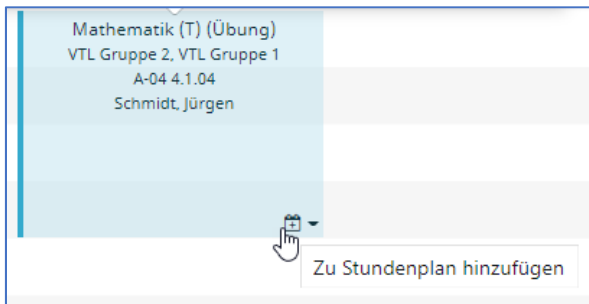 Mathematik (T) (Übung)
VTL Gruppe 2, VTL Gruppe 1
A-04 4.1.04
Schmidt, Jürgen
Zu Stundenplan hinzufügen